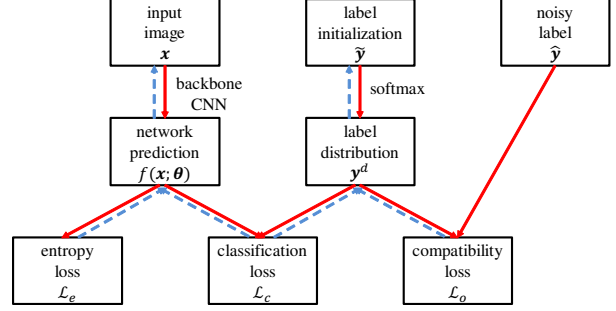 input
image
x
label
initialization
ỹ
noisy
label
ŷ
backbone
CNN
softmax
network
prediction
f(x; θ)
label
distribution
y^d
entropy
loss
ℒ_e
classification
loss
ℒ_c
compatibility
loss
ℒ_o